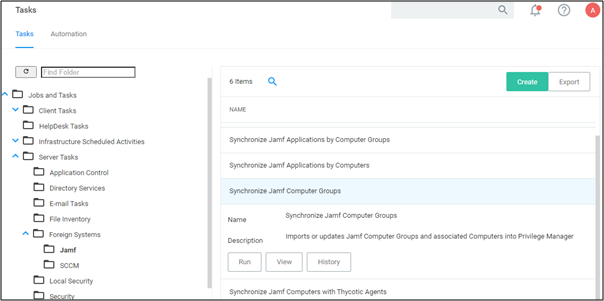 Tasks
A
Tasks Automation
Find Folder
Jobs and Tasks
Client Tasks
HelpDesk Tasks
Infrastructure Scheduled Activities
Server Tasks
Application Control
Directory Services
E-mail Tasks
File Inventory
Foreign Systems
Jamf
SCCM
Local Security
Security
6 Items
Create Export
NAME
Synchronize Jamf Applications by Computer Groups
Synchronize Jamf Applications by Computers
Synchronize Jamf Computer Groups
Name Synchronize Jamf Computer Groups
Description Imports or updates Jamf Computer Groups and associated Computers into Privilege Manager
Run View History
Synchronize Jamf Computers with Thycotic Agents